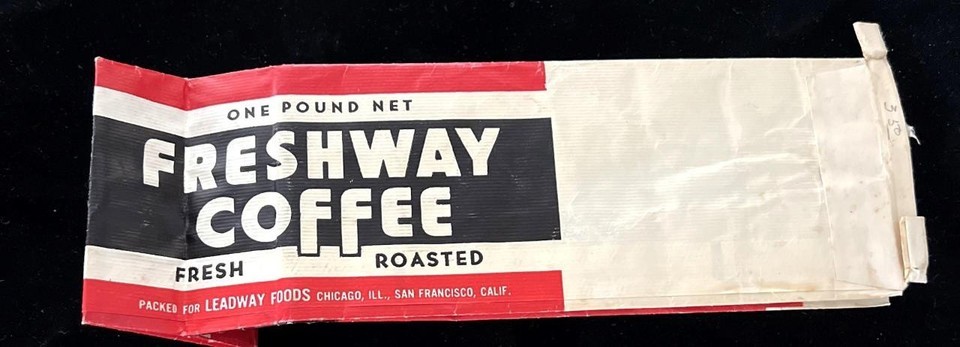 ONE POUND NET
FRESHWAY
COFFEE
FRESH ROASTED
PACKED FOR LEADWAY FOODS CHICAGO, ILL., SAN FRANCISCO, CALIF.